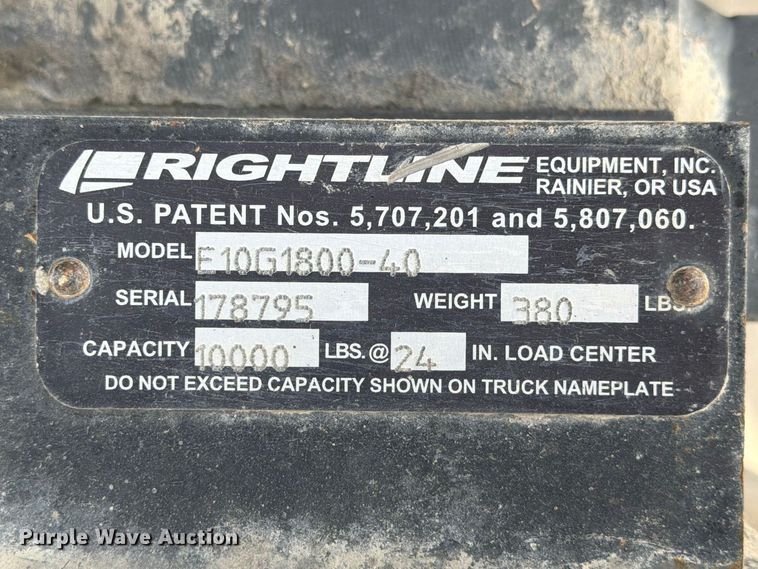 RIGHTLINE EQUIPMENT, INC.
RAINIER, OR USA
U.S. PATENT Nos. 5,707,201 and 5,807,060.
MODEL E10G1800-40
SERIAL 178795 WEIGHT 380 LBS.
CAPACITY 10000 LBS. @ 24 IN. LOAD CENTER
DO NOT EXCEED CAPACITY SHOWN ON TRUCK NAMEPLATE
Purple Wave Auction